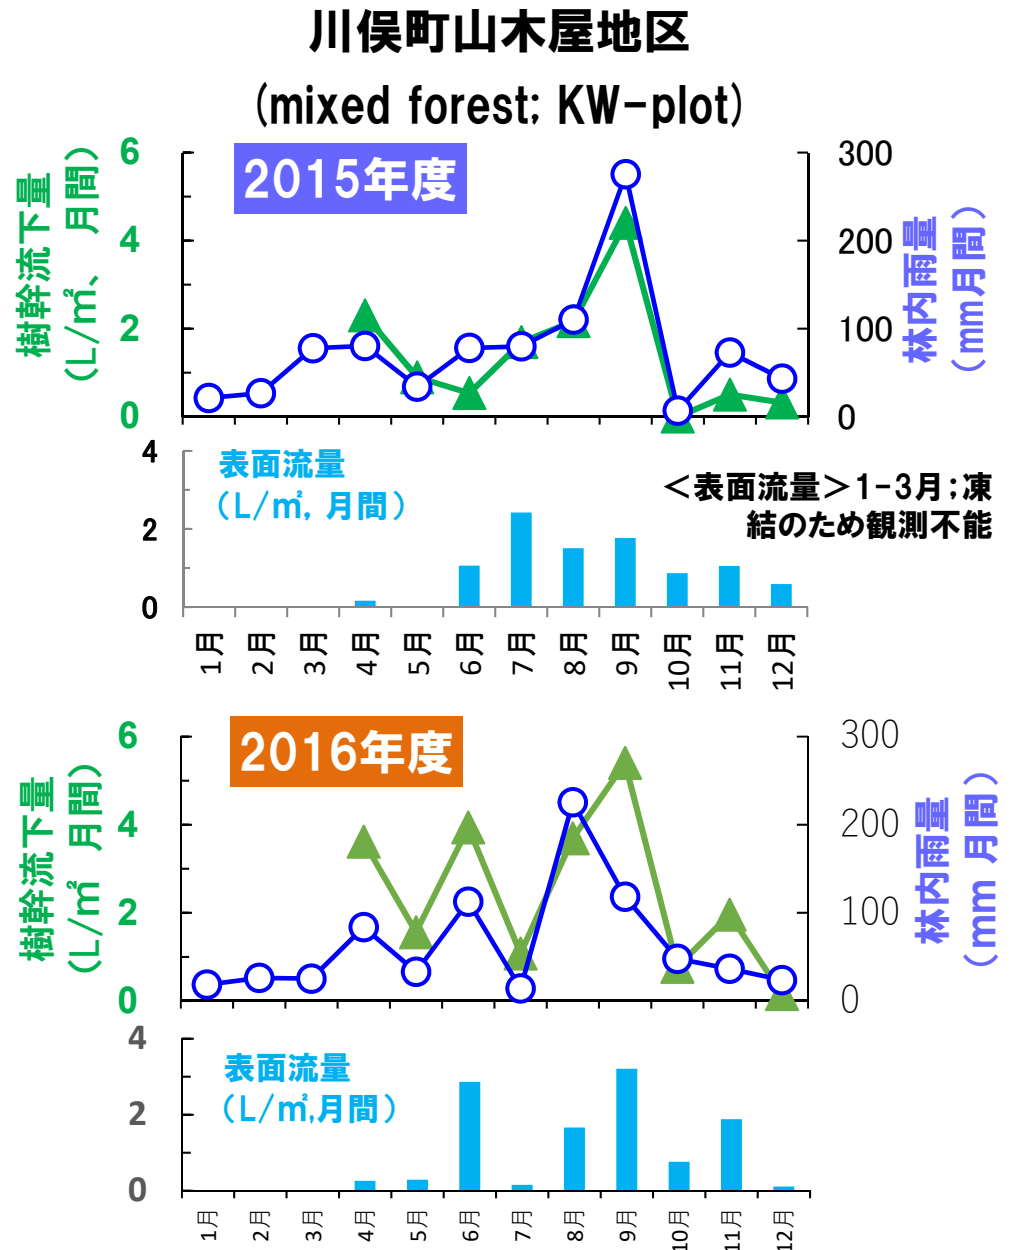 川俣町山木屋地区
(mixed forest; KW-plot)
2015年度
樹幹流下量
(L/㎡、月間)
6
4
2
0
300
200
100
0
林内雨量
(mm月間)
表面流量
(L/㎡, 月間)
4
2
0
<表面流量>1-3月;凍
結のため観測不能
1月 2月 3月 4月 5月 6月 7月 8月 9月 10月 11月 12月
2016年度
樹幹流下量
(L/㎡ 月間)
6
4
2
0
300
200
100
0
林内雨量
(mm 月間)
表面流量
(L/㎡,月間)
4
2
0
1月 2月 3月 4月 5月 6月 7月 8月 9月 10月 11月 12月